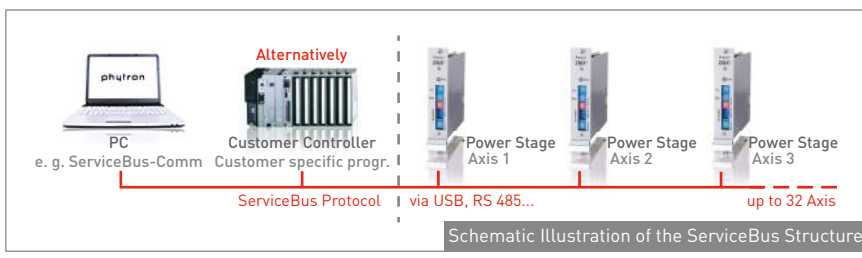 Alternatively
phytron
PC
e. g. ServiceBus-Comm
Customer Controller
Customer specific progr.
Power Stage
Axis 1
Power Stage
Axis 2
Power Stage
Axis 3
ServiceBus Protocol
via USB, RS 485...
up to 32 Axis
Schematic Illustration of the ServiceBus Structure